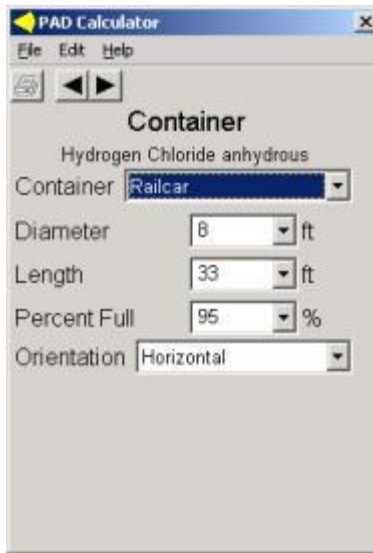 PAD Calculator
File Edit Help
Container
Hydrogen Chloride anhydrous
Container Railcar
Diameter 8 ft
Length 33 ft
Percent Full 95 %
Orientation Horizontal